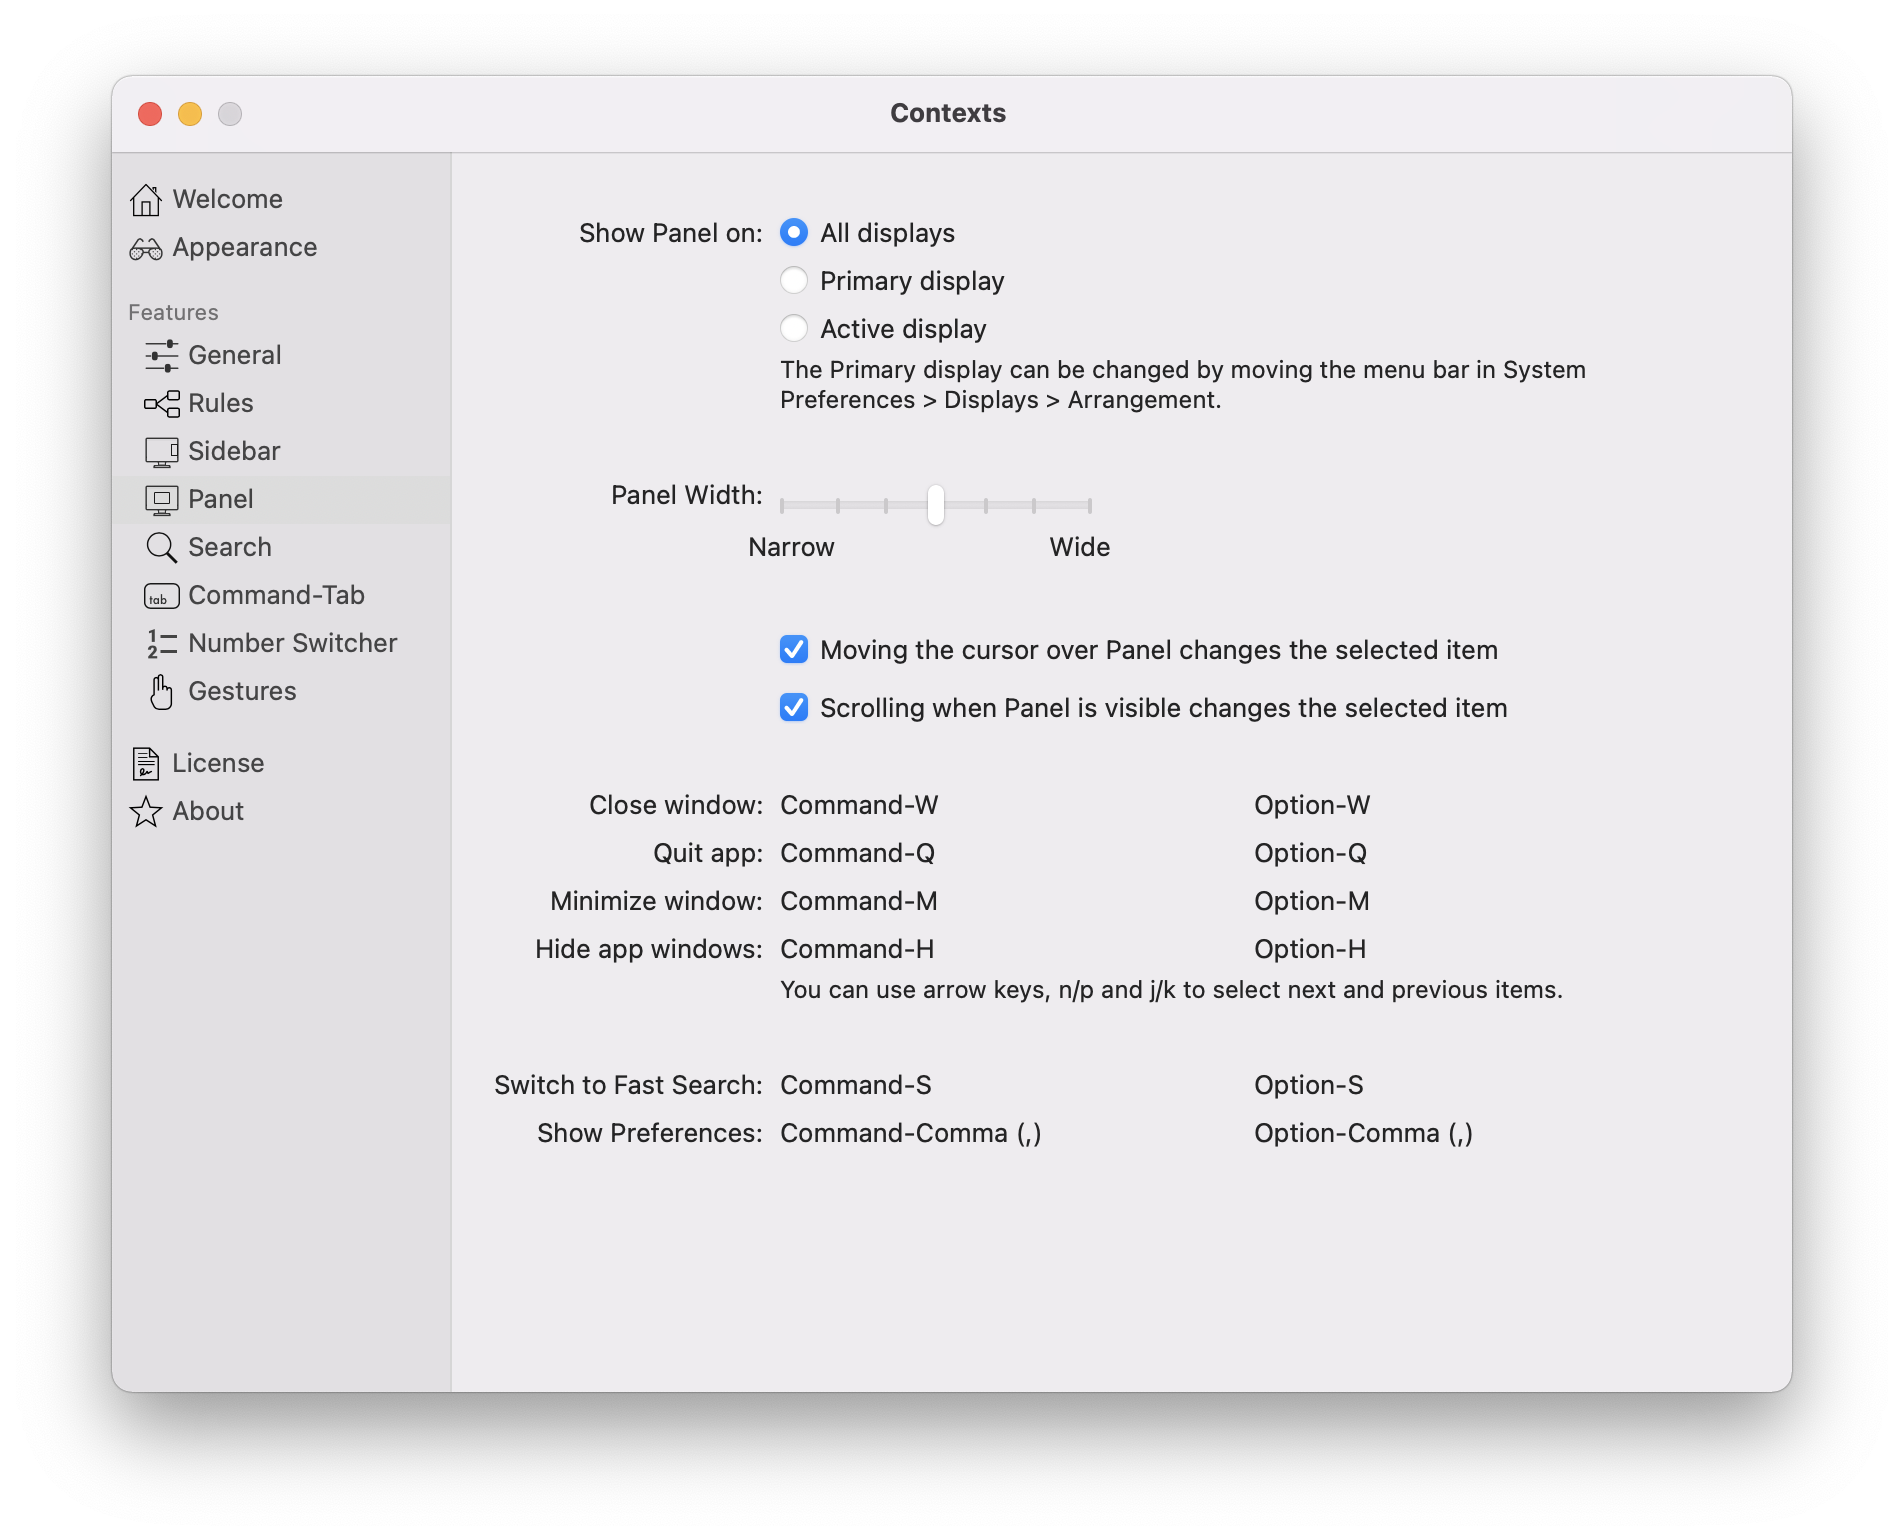 Contexts
Welcome
Appearance
Features
General
Rules
Sidebar
Panel
Search
tab Command-Tab
1 2 Number Switcher
Gestures
License
About
Show Panel on: All displays
Primary display
Active display
The Primary display can be changed by moving the menu bar in System
Preferences > Displays > Arrangement.
Panel Width:
Narrow Wide
Moving the cursor over Panel changes the selected item
Scrolling when Panel is visible changes the selected item
Close window: Command-W Option-W
Quit app: Command-Q Option-Q
Minimize window: Command-M Option-M
Hide app windows: Command-H Option-H
You can use arrow keys, n/p and j/k to select next and previous items.
Switch to Fast Search: Command-S Option-S
Show Preferences: Command-Comma (,) Option-Comma (,)